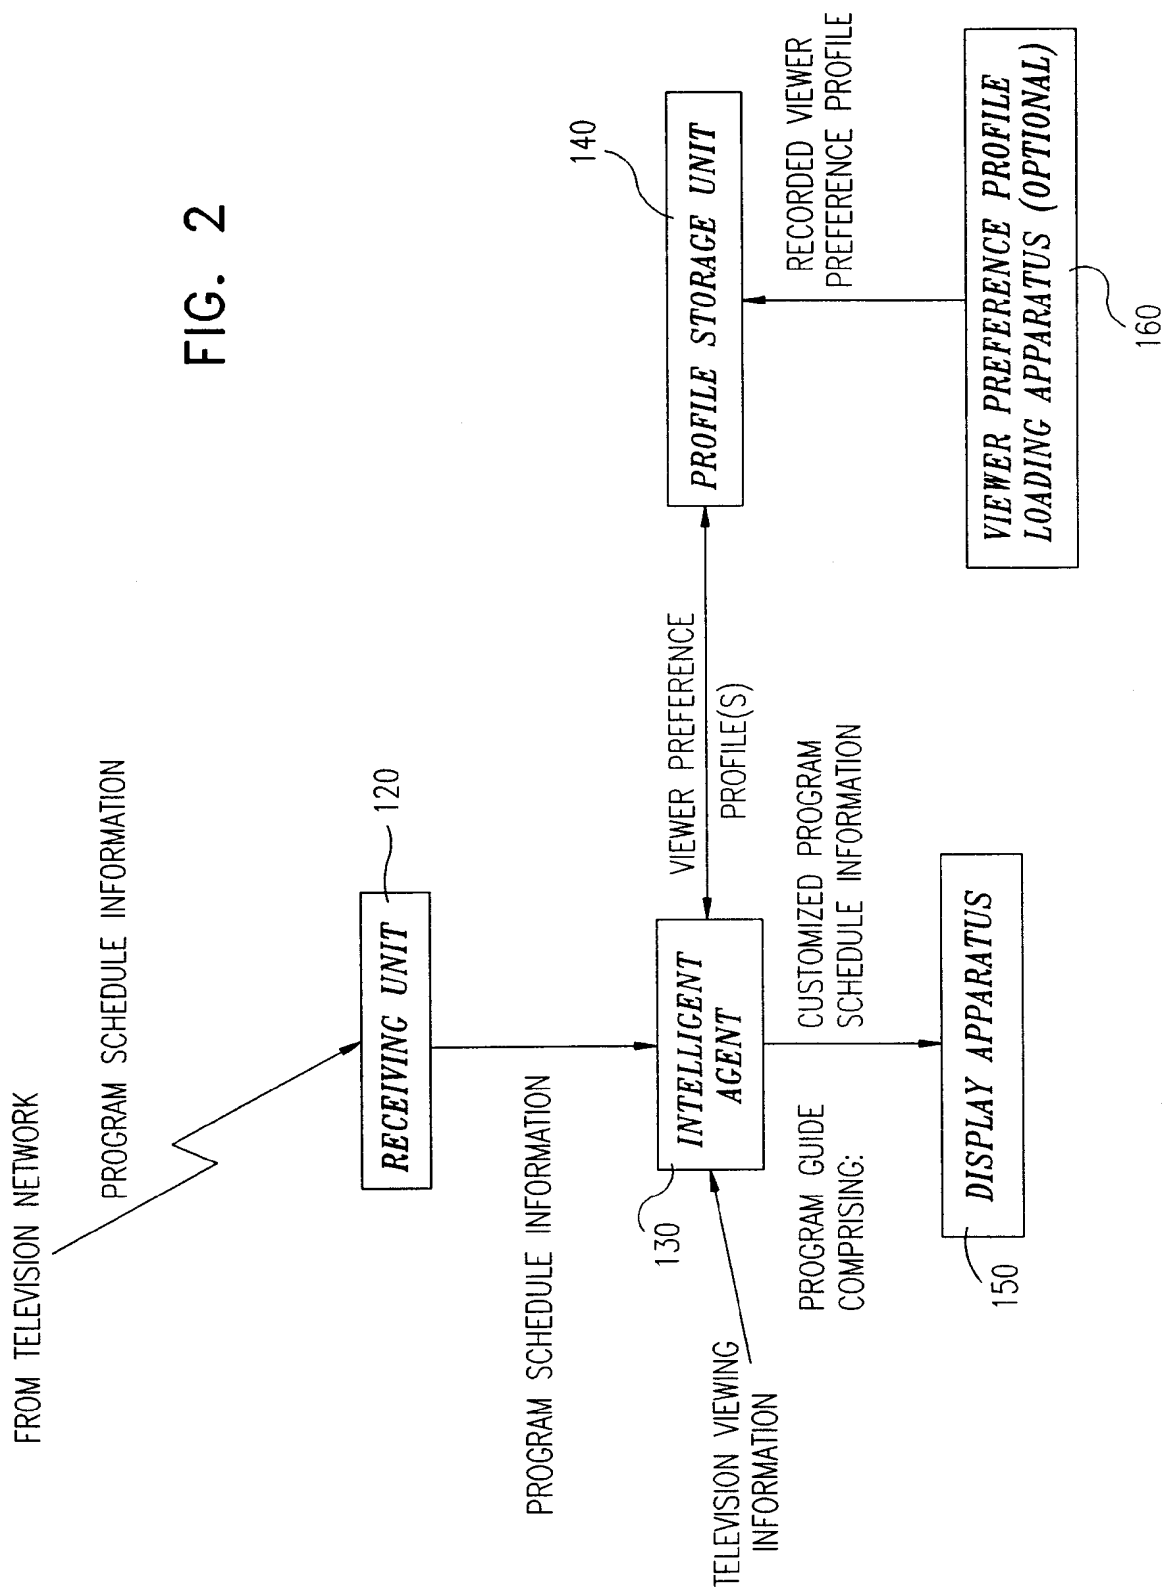 FIG. 2
FROM TELEVISION NETWORK
PROGRAM SCHEDULE INFORMATION
120
RECEIVING UNIT
PROGRAM SCHEDULE INFORMATION
140
VIEWER PREFERENCE
PROFILE(S)
PROFILE STORAGE UNIT
INTELLIGENT
AGENT
130
TELEVISION VIEWING
INFORMATION
PROGRAM GUIDE
COMPRISING:
CUSTOMIZED PROGRAM
SCHEDULE INFORMATION
RECORDED VIEWER
PREFERENCE PROFILE
DISPLAY APPARATUS
150
VIEWER PREFERENCE PROFILE
LOADING APPARATUS (OPTIONAL)
160